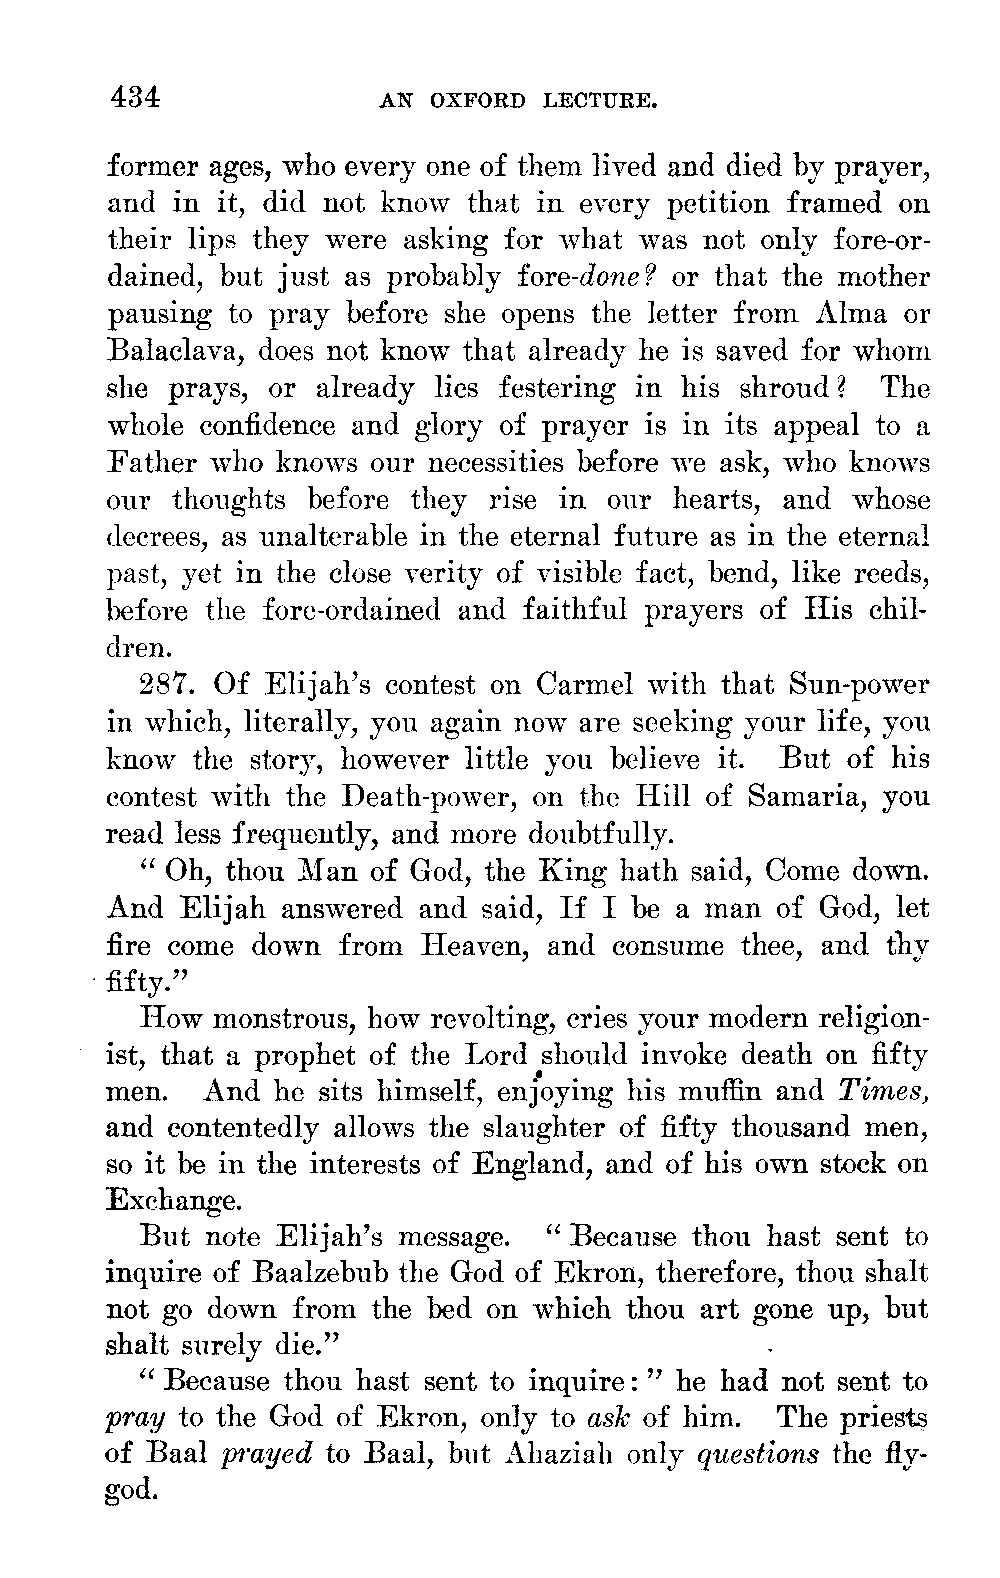 434 AN OXFORD LECTURE.
former ages, who every one of them lived and died by prayer,
and in it, did not know that in every petition framed on
their lips they were asking for what was not only fore-or-
dained, but just as probably fore-done? or that the mother
pausing to pray before she opens the letter from Alma or
Balaclava, does not know that already he is saved for whom
she prays, or already lies festering in his shroud? The
whole confidence and glory of prayer is in its appeal to a
Father who knows our necessities before we ask, who knows
our thoughts before they rise in our hearts, and whose
decrees, as unalterable in the eternal future as in the eternal
past, yet in the close verity of visible fact, bend, like reeds,
before the fore-ordained and faithful prayers of His chil-
dren.
287. Of Elijah's contest on Carmel with that Sun-power
in which, literally, you again now are seeking your life, you
know the story, however little you believe it. But of his
contest with the Death-power, on the Hill of Samaria, you
read less frequently, and more doubtfully.
"Oh, thou Man of God, the King hath said, Come down.
And Elijah answered and said, If I be a man of God, let
fire come down from Heaven, and consume thee, and thy
fifty."
How monstrous, how revolting, cries your modern religion-
ist, that a prophet of the Lord should invoke death on fifty
men. And he sits himself, enjoying his muffin and Times,
and contentedly allows the slaughter of fifty thousand men,
so it be in the interests of England, and of his own stock on
Exchange.
But note Elijah's message. "Because thou hast sent to
inquire of Baalzebub the God of Ekron, therefore, thou shalt
not go down from the bed on which thou art gone up, but
shalt surely die."
"Because thou hast sent to inquire:" he had not sent to
pray to the God of Ekron, only to ask of him. The priests
of Baal prayed to Baal, but Ahaziah only questions the fly-
god.